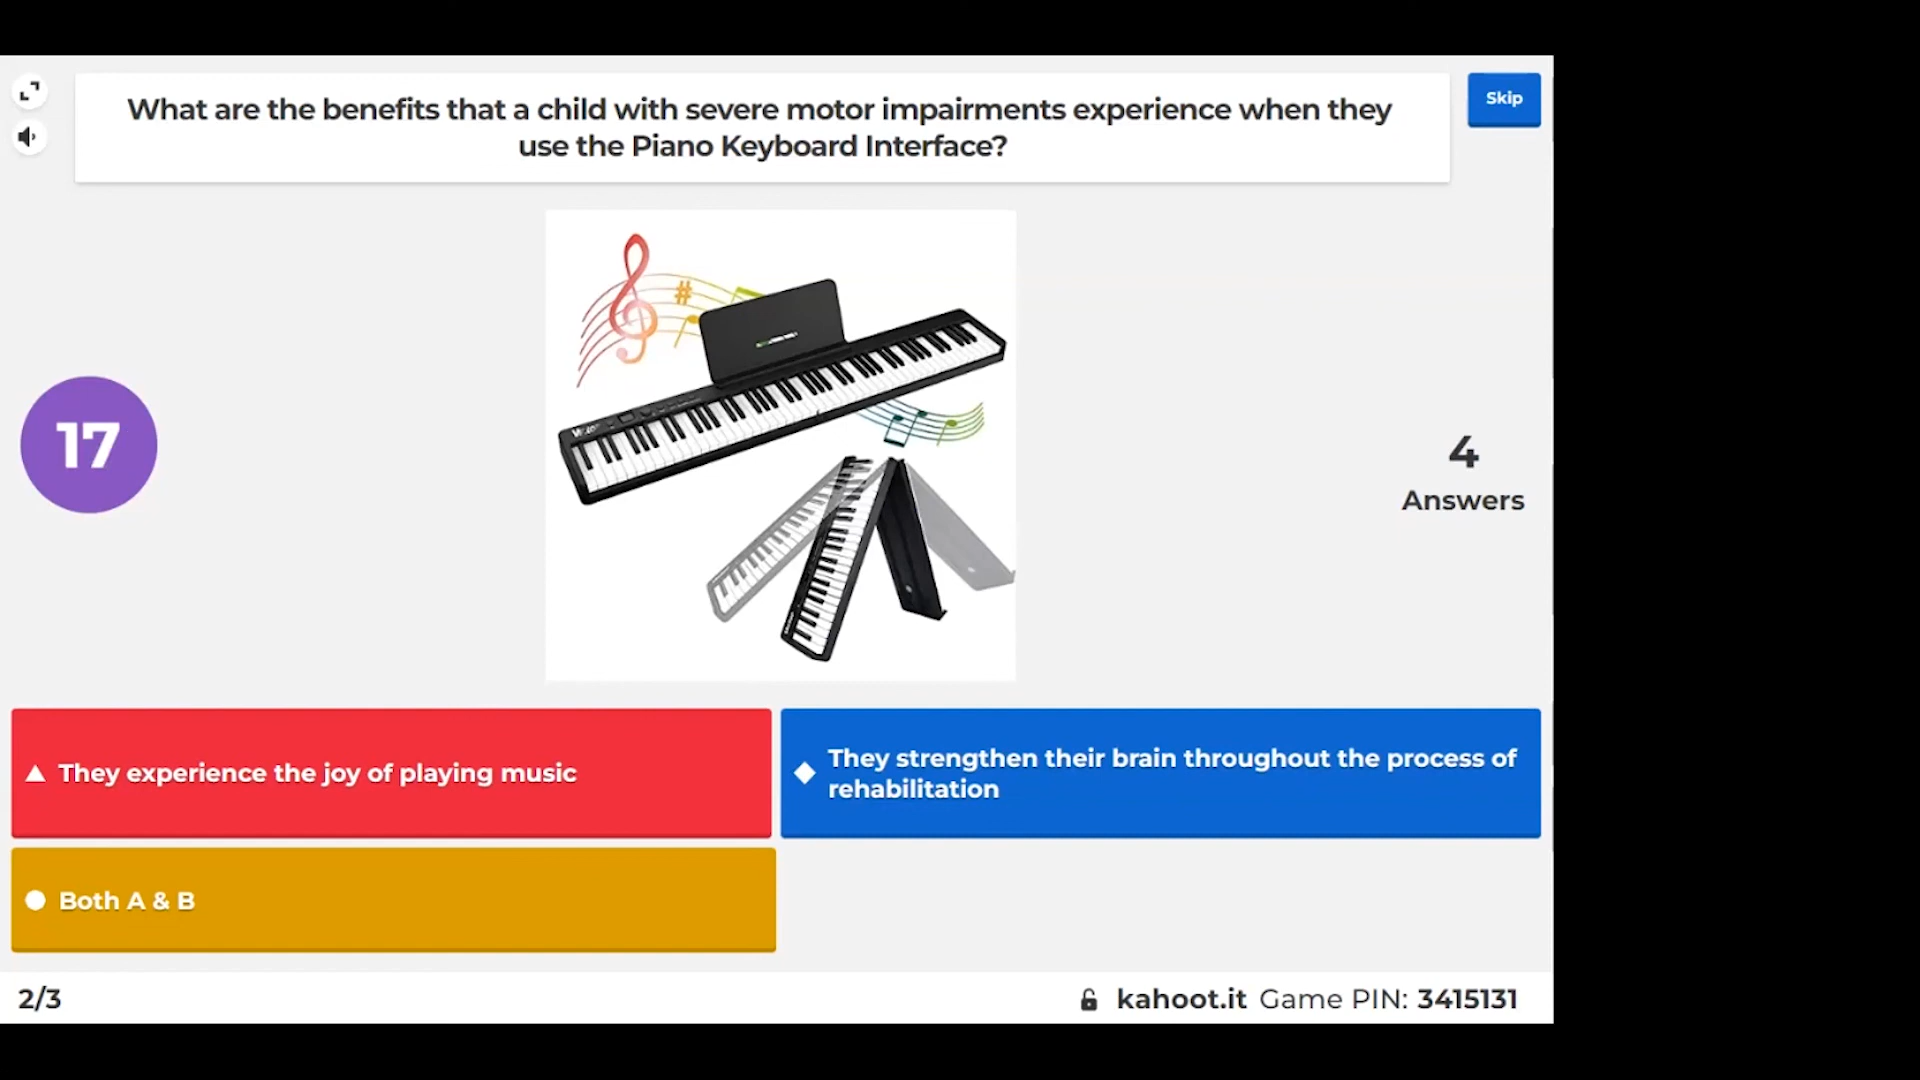 What are the benefits that a child with severe motor impairments experience when they
use the Piano Keyboard Interface?
Skip
17
4
Answers
They experience the joy of playing music
They strengthen their brain throughout the process of
rehabilitation
Both A & B
2/3
kahoot.it Game PIN: 3415131